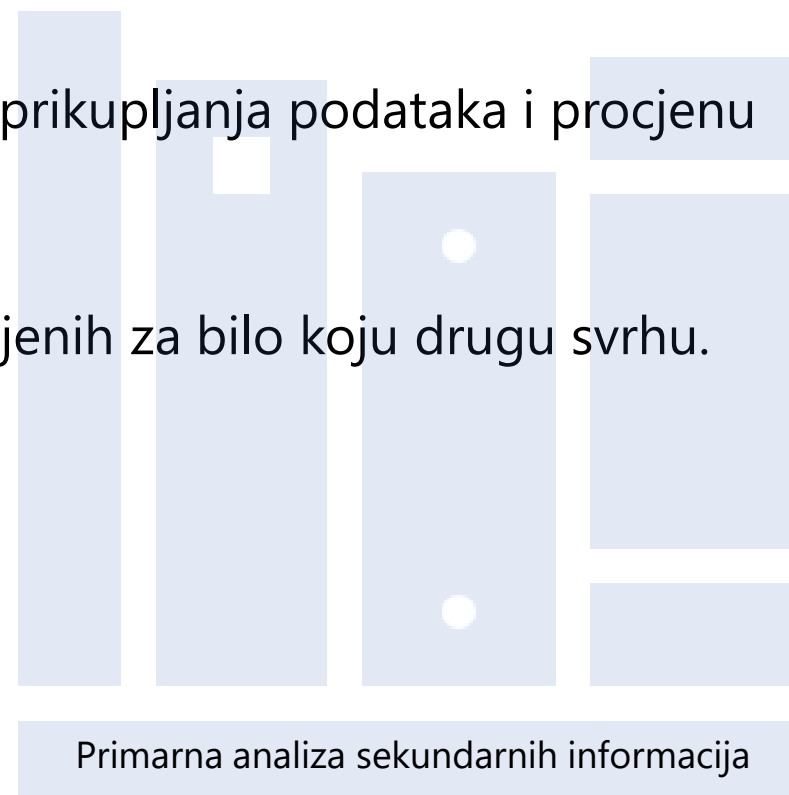 prikupljanja podataka i procjenu
jenih za bilo koju drugu svrhu.
Primarna analiza sekundarnih informacija